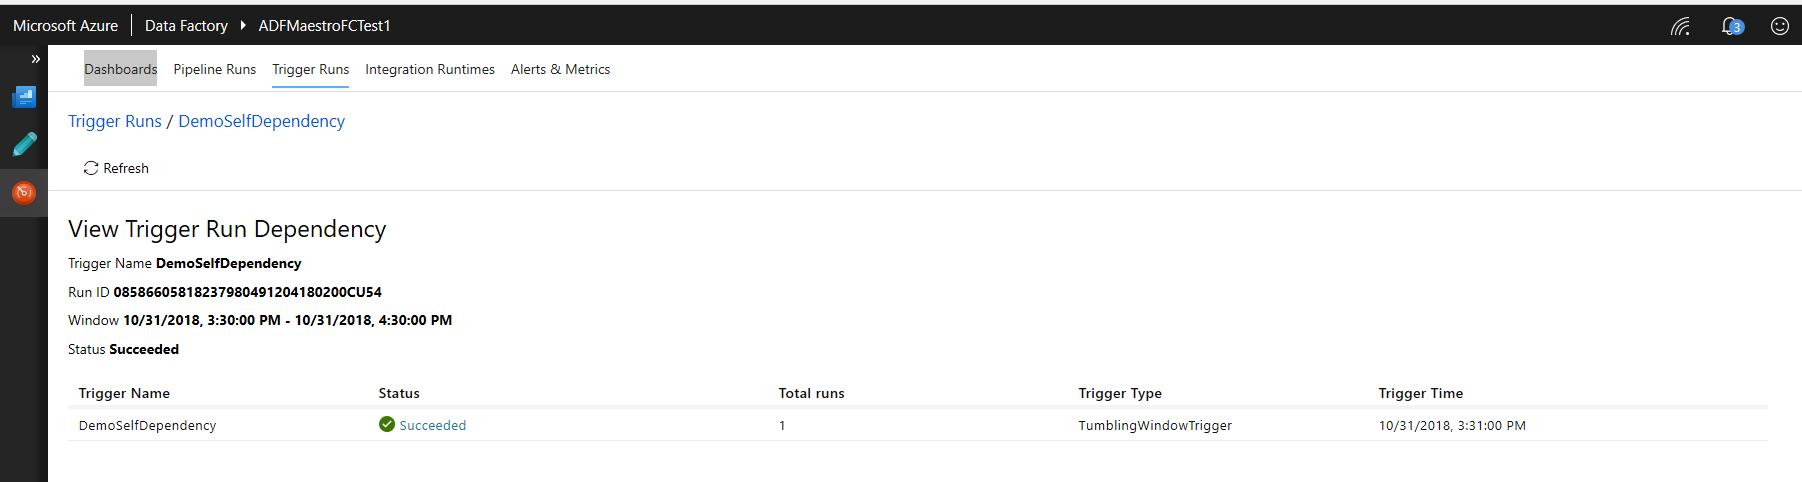 Microsoft Azure Data Factory ADFMaestroFCTest1 3
» Dashboards Pipeline Runs Trigger Runs Integration Runtimes Alerts & Metrics
Trigger Runs / DemoSelfDependency
Refresh
View Trigger Run Dependency
Trigger Name DemoSelfDependency
Run ID 08586605818237980491204180200CU54
Window 10/31/2018, 3:30:00 PM - 10/31/2018, 4:30:00 PM
Status Succeeded
Trigger Name Status Total runs Trigger Type Trigger Time
DemoSelfDependency Succeeded 1 TumblingWindowTrigger 10/31/2018, 3:31:00 PM